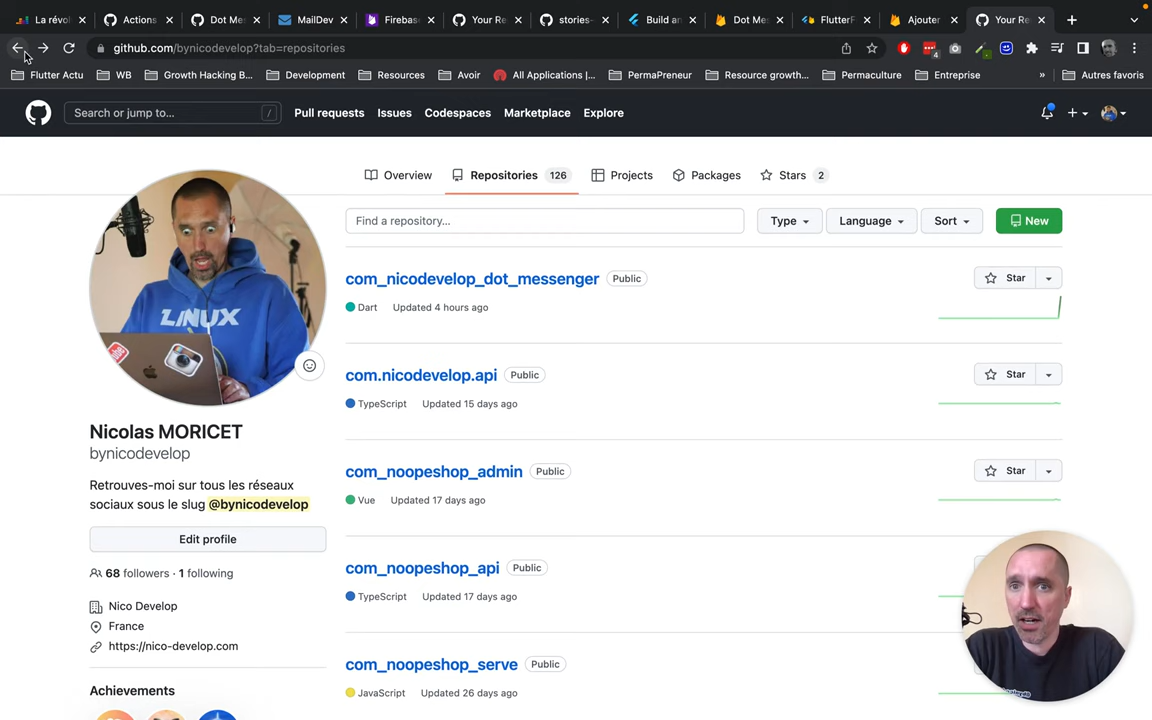 La révol
Actions
Dot Mes
MailDev
Firebas
Your Re
stories-
Build an
Dot Mes
FlutterF
Ajouter
Your Re
github.com/bynicodevelop?tab=repositories
4
Flutter Actu
WB
Growth Hacking B...
Development
Resources
Avoir
All Applications |...
PermaPreneur
Resource growth...
Permaculture
Entreprise
»
Autres favoris
Search or jump to...
/
Pull requests
Issues
Codespaces
Marketplace
Explore
Overview
Repositories 126
Projects
Packages
Stars 2
Find a repository...
Type
Language
Sort
New
com_nicodevelop_dot_messenger Public
Star
Dart Updated 4 hours ago
com.nicodevelop.api Public
Star
TypeScript Updated 15 days ago
com_noopeshop_admin Public
Star
Vue Updated 17 days ago
com_noopeshop_api Public
TypeScript Updated 17 days ago
com_noopeshop_serve Public
JavaScript Updated 26 days ago
LINUX
Nicolas MORICET
bynicodevelop
Retrouves-moi sur tous les réseaux
sociaux sous le slug @bynicodevelop
Edit profile
68 followers · 1 following
Nico Develop
France
https://nico-develop.com
Achievements